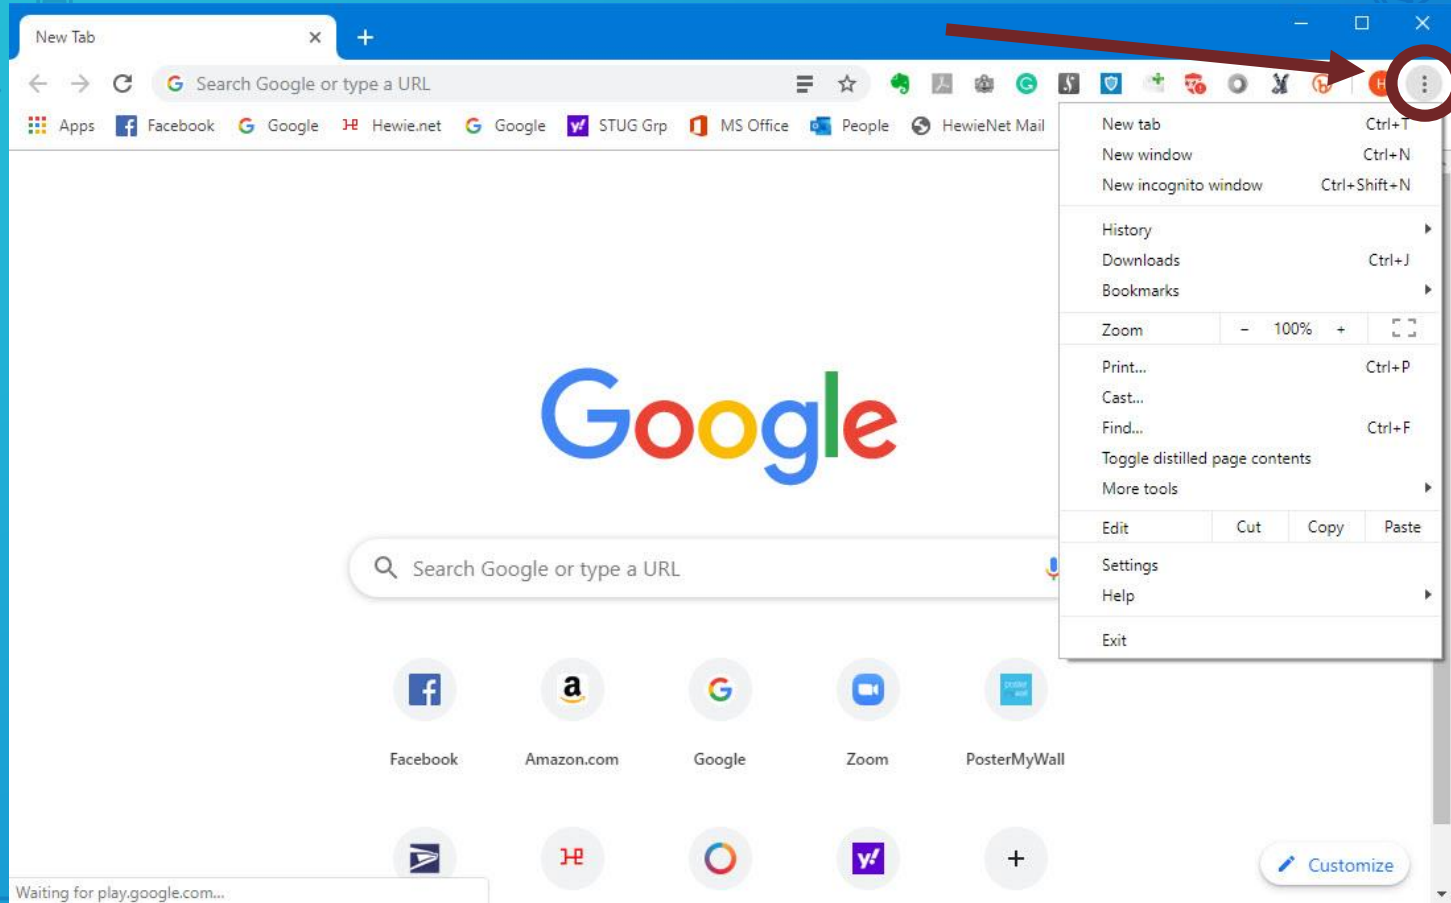 New Tab
Search Google or type a URL
Apps Facebook Google Hewie.net Google STUG Grp MS Office People HewieNet Mail
New tab Ctrl+T
New window Ctrl+N
New incognito window Ctrl+Shift+N
History
Downloads Ctrl+J
Bookmarks
Zoom - 100% +
Print... Ctrl+P
Cast...
Find... Ctrl+F
Toggle distilled page contents
More tools
Edit Cut Copy Paste
Settings
Help
Exit
Google
Search Google or type a URL
Facebook Amazon.com Google Zoom PosterMyWall
Customize
Waiting for play.google.com...